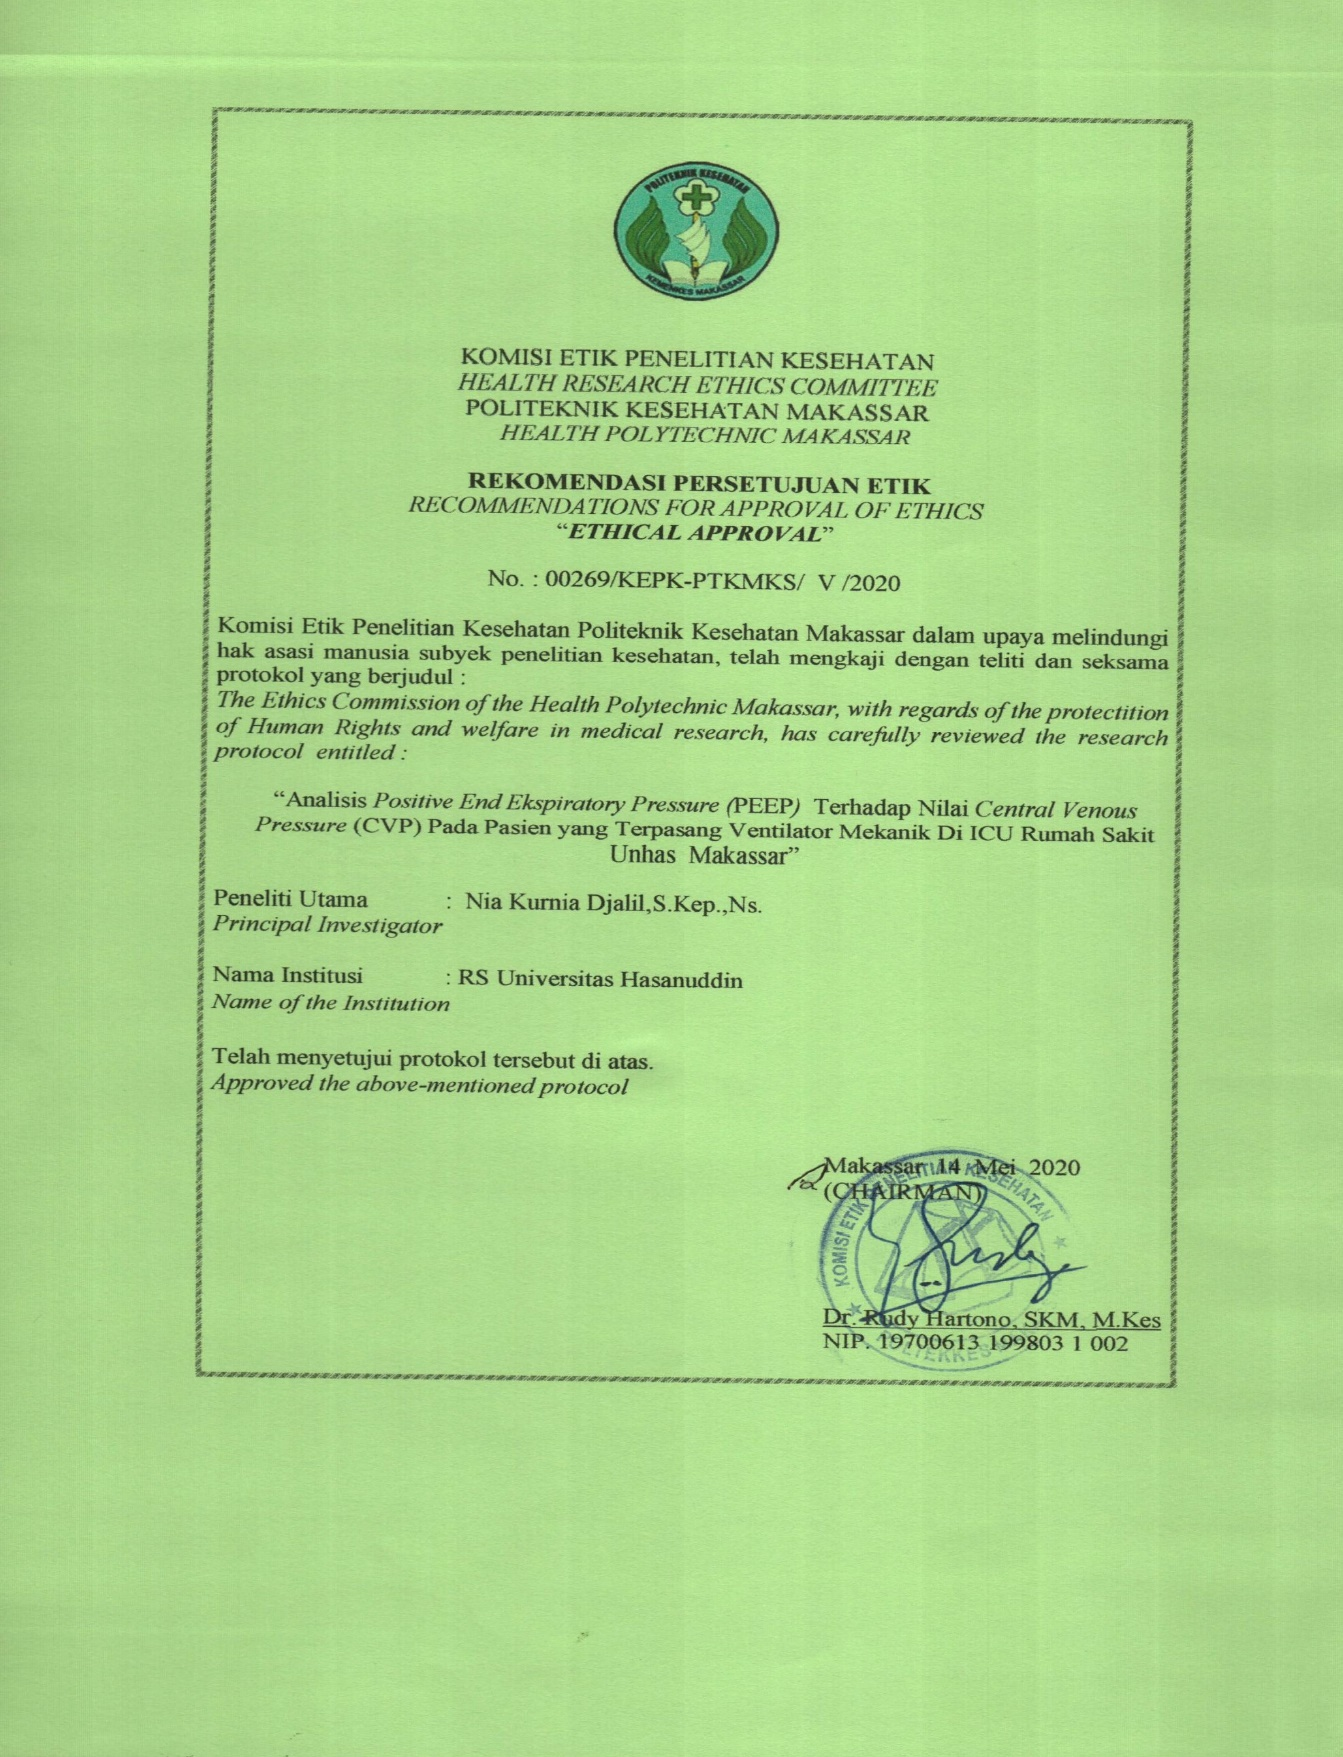 POLITEKNIK KESEHATAN
KEMENKES MAKASSAR
KOMISI ETIK PENELITIAN KESEHATAN
HEALTH RESEARCH ETHICS COMMITTEE
POLITEKNIK KESEHATAN MAKASSAR
HEALTH POLYTECHNIC MAKASSAR
REKOMENDASI PERSETUJUAN ETIK
RECOMMENDATIONS FOR APPROVAL OF ETHICS
“ETHICAL APPROVAL”
No. : 00269/KEPK-PTKMKS/ V /2020
Komisi Etik Penelitian Kesehatan Politeknik Kesehatan Makassar dalam upaya melindungi
hak asasi manusia subyek penelitian kesehatan, telah mengkaji dengan teliti dan seksama
protokol yang berjudul :
The Ethics Commission of the Health Polytechnic Makassar, with regards of the protectition
of Human Rights and welfare in medical research, has carefully reviewed the research
protocol entitled :
“Analisis Positive End Ekspiratory Pressure (PEEP) Terhadap Nilai Central Venous
Pressure (CVP) Pada Pasien yang Terpasang Ventilator Mekanik Di ICU Rumah Sakit
Unhas Makassar”
Peneliti Utama : Nia Kurnia Djalil,S.Kep.,Ns.
Principal Investigator
Nama Institusi : RS Universitas Hasanuddin
Name of the Institution
Telah menyetujui protokol tersebut di atas.
Approved the above-mentioned protocol
Makassar 14 Mei 2020
(CHAIRMAN)
KOMISI ETIK PENELITIAN KESEHATAN
Dr. Rudy Hartono, SKM, M.Kes
NIP. 19700613 199803 1 002